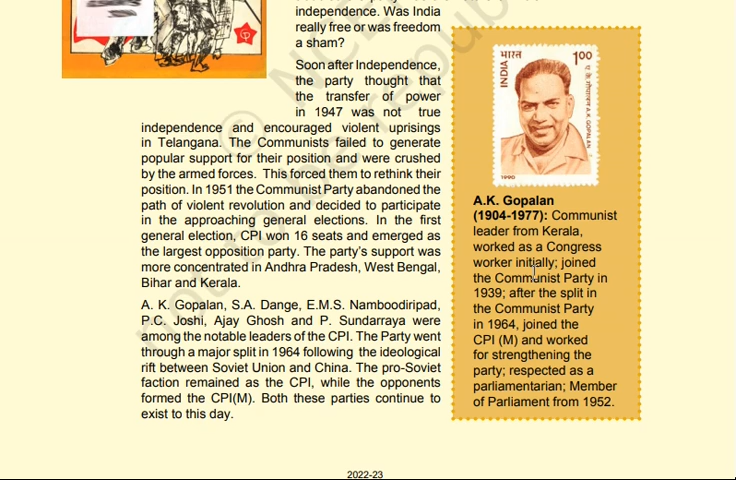 independence. Was India
really free or was freedom
a sham?
Soon after Independence,
the party thought that
the transfer of power
in 1947 was not true
independence and encouraged violent uprisings
in Telangana. The Communists failed to generate
popular support for their position and were crushed
by the armed forces. This forced them to rethink their
position. In 1951 the Communist Party abandoned the
path of violent revolution and decided to participate
in the approaching general elections. In the first
general election, CPI won 16 seats and emerged as
the largest opposition party. The party's support was
more concentrated in Andhra Pradesh, West Bengal,
Bihar and Kerala.
A. K. Gopalan, S.A. Dange, E.M.S. Namboodiripad,
P.C. Joshi, Ajay Ghosh and P. Sundarraya were
among the notable leaders of the CPI. The Party went
through a major split in 1964 following the ideological
rift between Soviet Union and China. The pro-Soviet
faction remained as the CPI, while the opponents
formed the CPI(M). Both these parties continue to
exist to this day.
भारत
INDIA
100
A.K. GOPALAN
1990
A.K. Gopalan
(1904-1977): Communist
leader from Kerala,
worked as a Congress
worker initially; joined
the Communist Party in
1939; after the split in
the Communist Party
in 1964, joined the
CPI (M) and worked
for strengthening the
party; respected as a
parliamentarian; Member
of Parliament from 1952.
2022-23